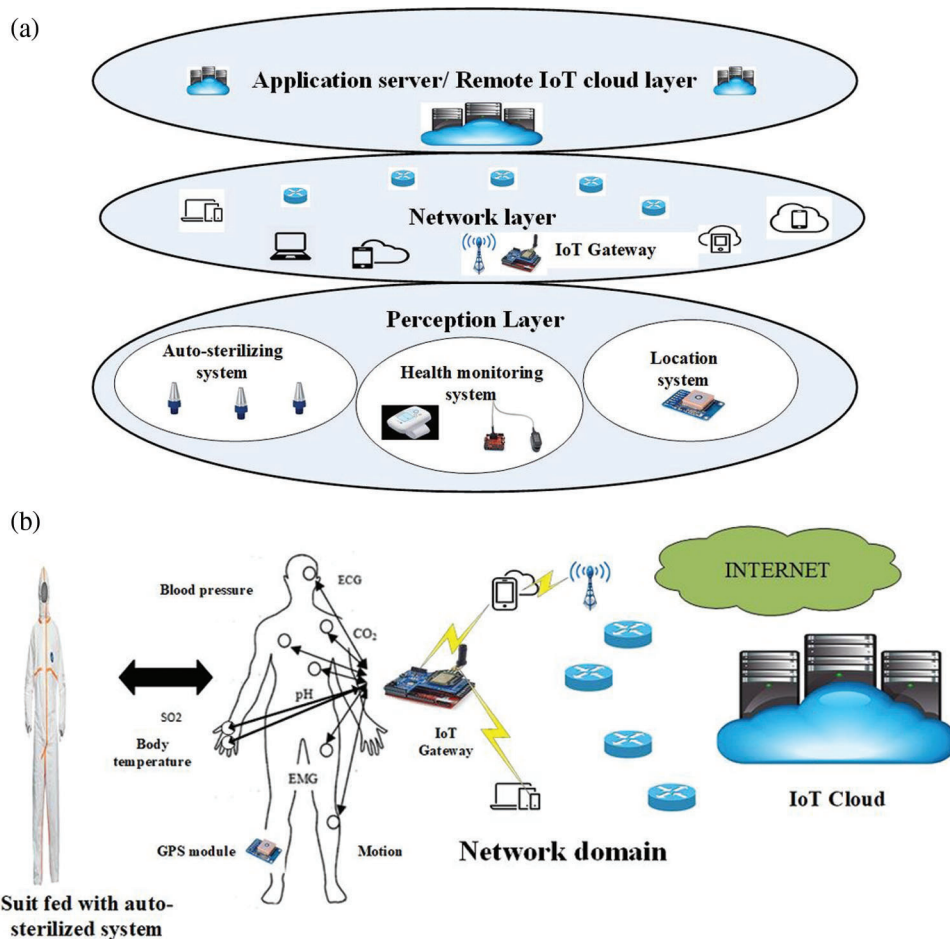 (a)
Application server/ Remote IoT cloud layer
Network layer
IoT Gateway
Perception Layer
Auto-sterilizing
system
Health monitoring
system
Location
system
(b)
INTERNET
Blood pressure
ECG
CO₂
pH
SO2
Body
temperature
EMG
GPS module
Motion
IoT
Gateway
IoT Cloud
Network domain
Suit fed with auto-
sterilized system